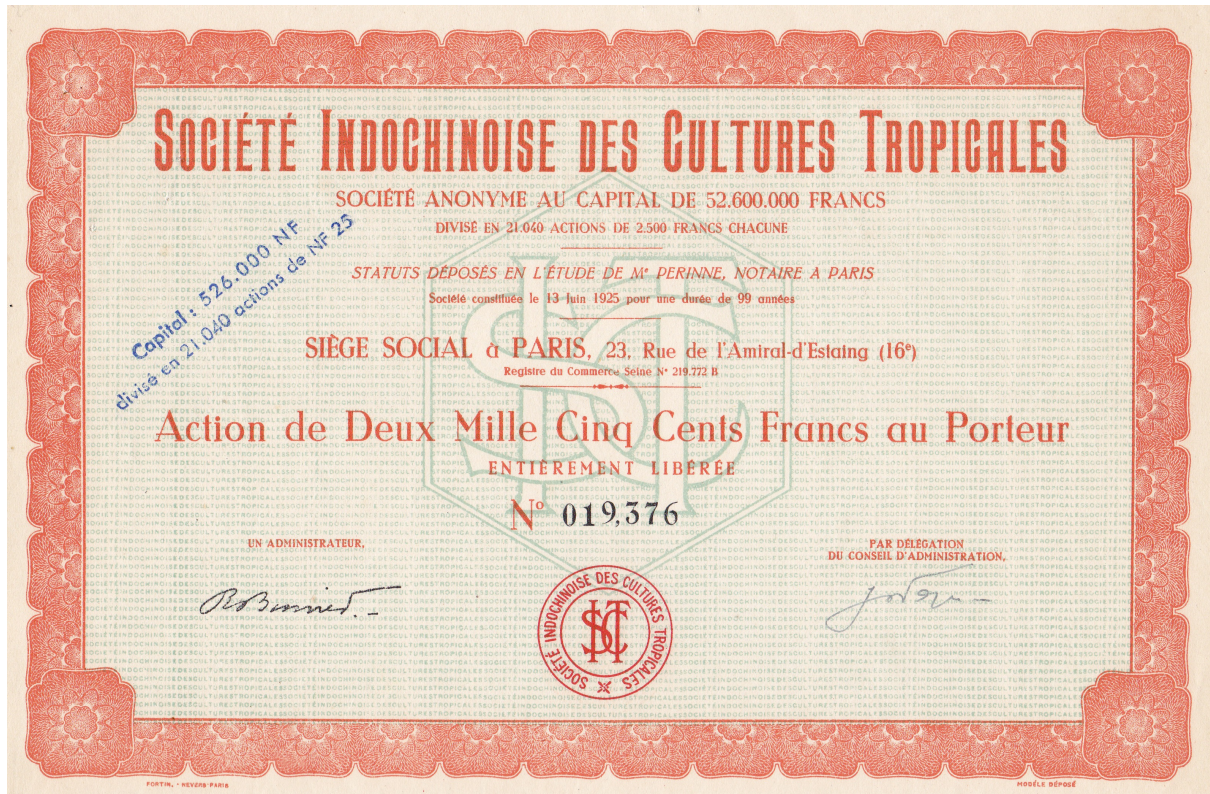 SOCIÉTÉ INDOCHINOISE DES CULTURES TROPICALES
SOCIÉTÉ ANONYME AU CAPITAL DE 52.600.000 FRANCS
DIVISÉ EN 21.040 ACTIONS DE 2.500 FRANCS CHACUNE
Capital : 526.000 NF
divisé en 21.040 actions de NF 25
STATUTS DÉPOSÉS EN L'ÉTUDE DE Me PERINNE, NOTAIRE A PARIS
Société constituée le 13 Juin 1925 pour une durée de 99 années
SIÈGE SOCIAL à PARIS, 23, Rue de l'Amiral-d'Estaing (16e)
Registre du Commerce Seine N° 219.772 B
Action de Deux Mille Cinq Cents Francs au Porteur
ENTIÈREMENT LIBÉRÉE
No 019,376
UN ADMINISTRATEUR,
PAR DÉLÉGATION
DU CONSEIL D'ADMINISTRATION,
SOCIÉTÉ INDOCHINOISE DES CULTURES TROPICALES
SICT
FORTIN, - NEVERS-PARIS
MODÈLE DÉPOSÉ